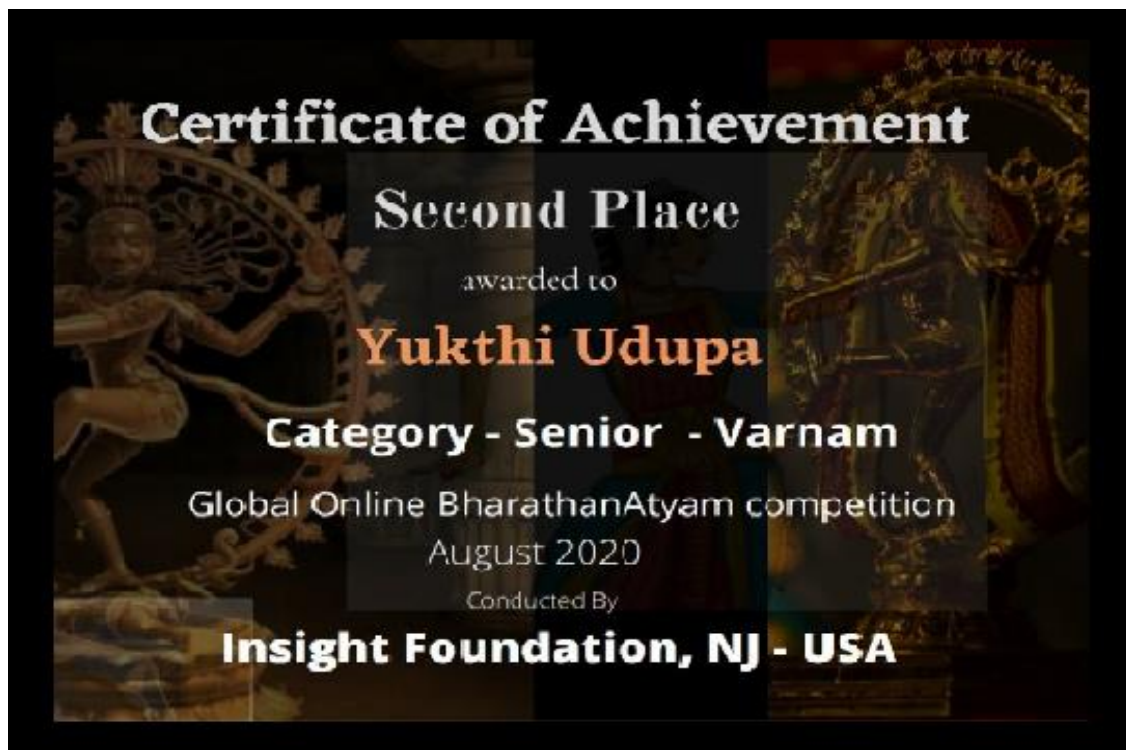 Certificate of Achievement
Second Place
awarded to
Yukthi Udupa
Category - Senior - Varnam
Global Online BharathanAtyam competition
August 2020
Conducted By
Insight Foundation, NJ - USA